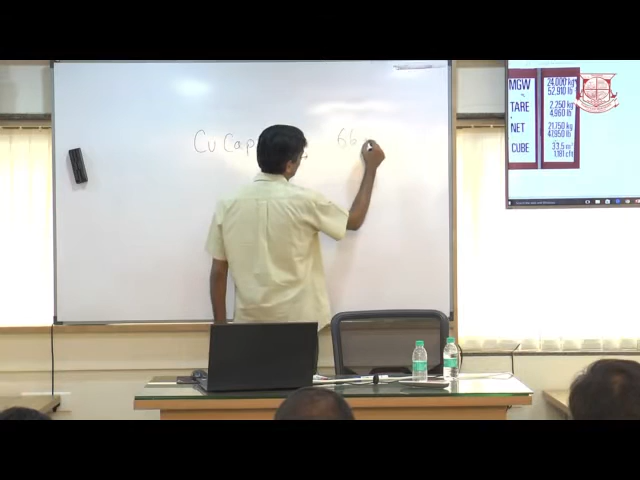 Cu Cap 66
MGW 24.000 kg
52.910 lb
TARE 2.250 kg
4.960 lb
NET 21.750 kg
47.950 lb
CUBE 33.5 m³
1.181 cft